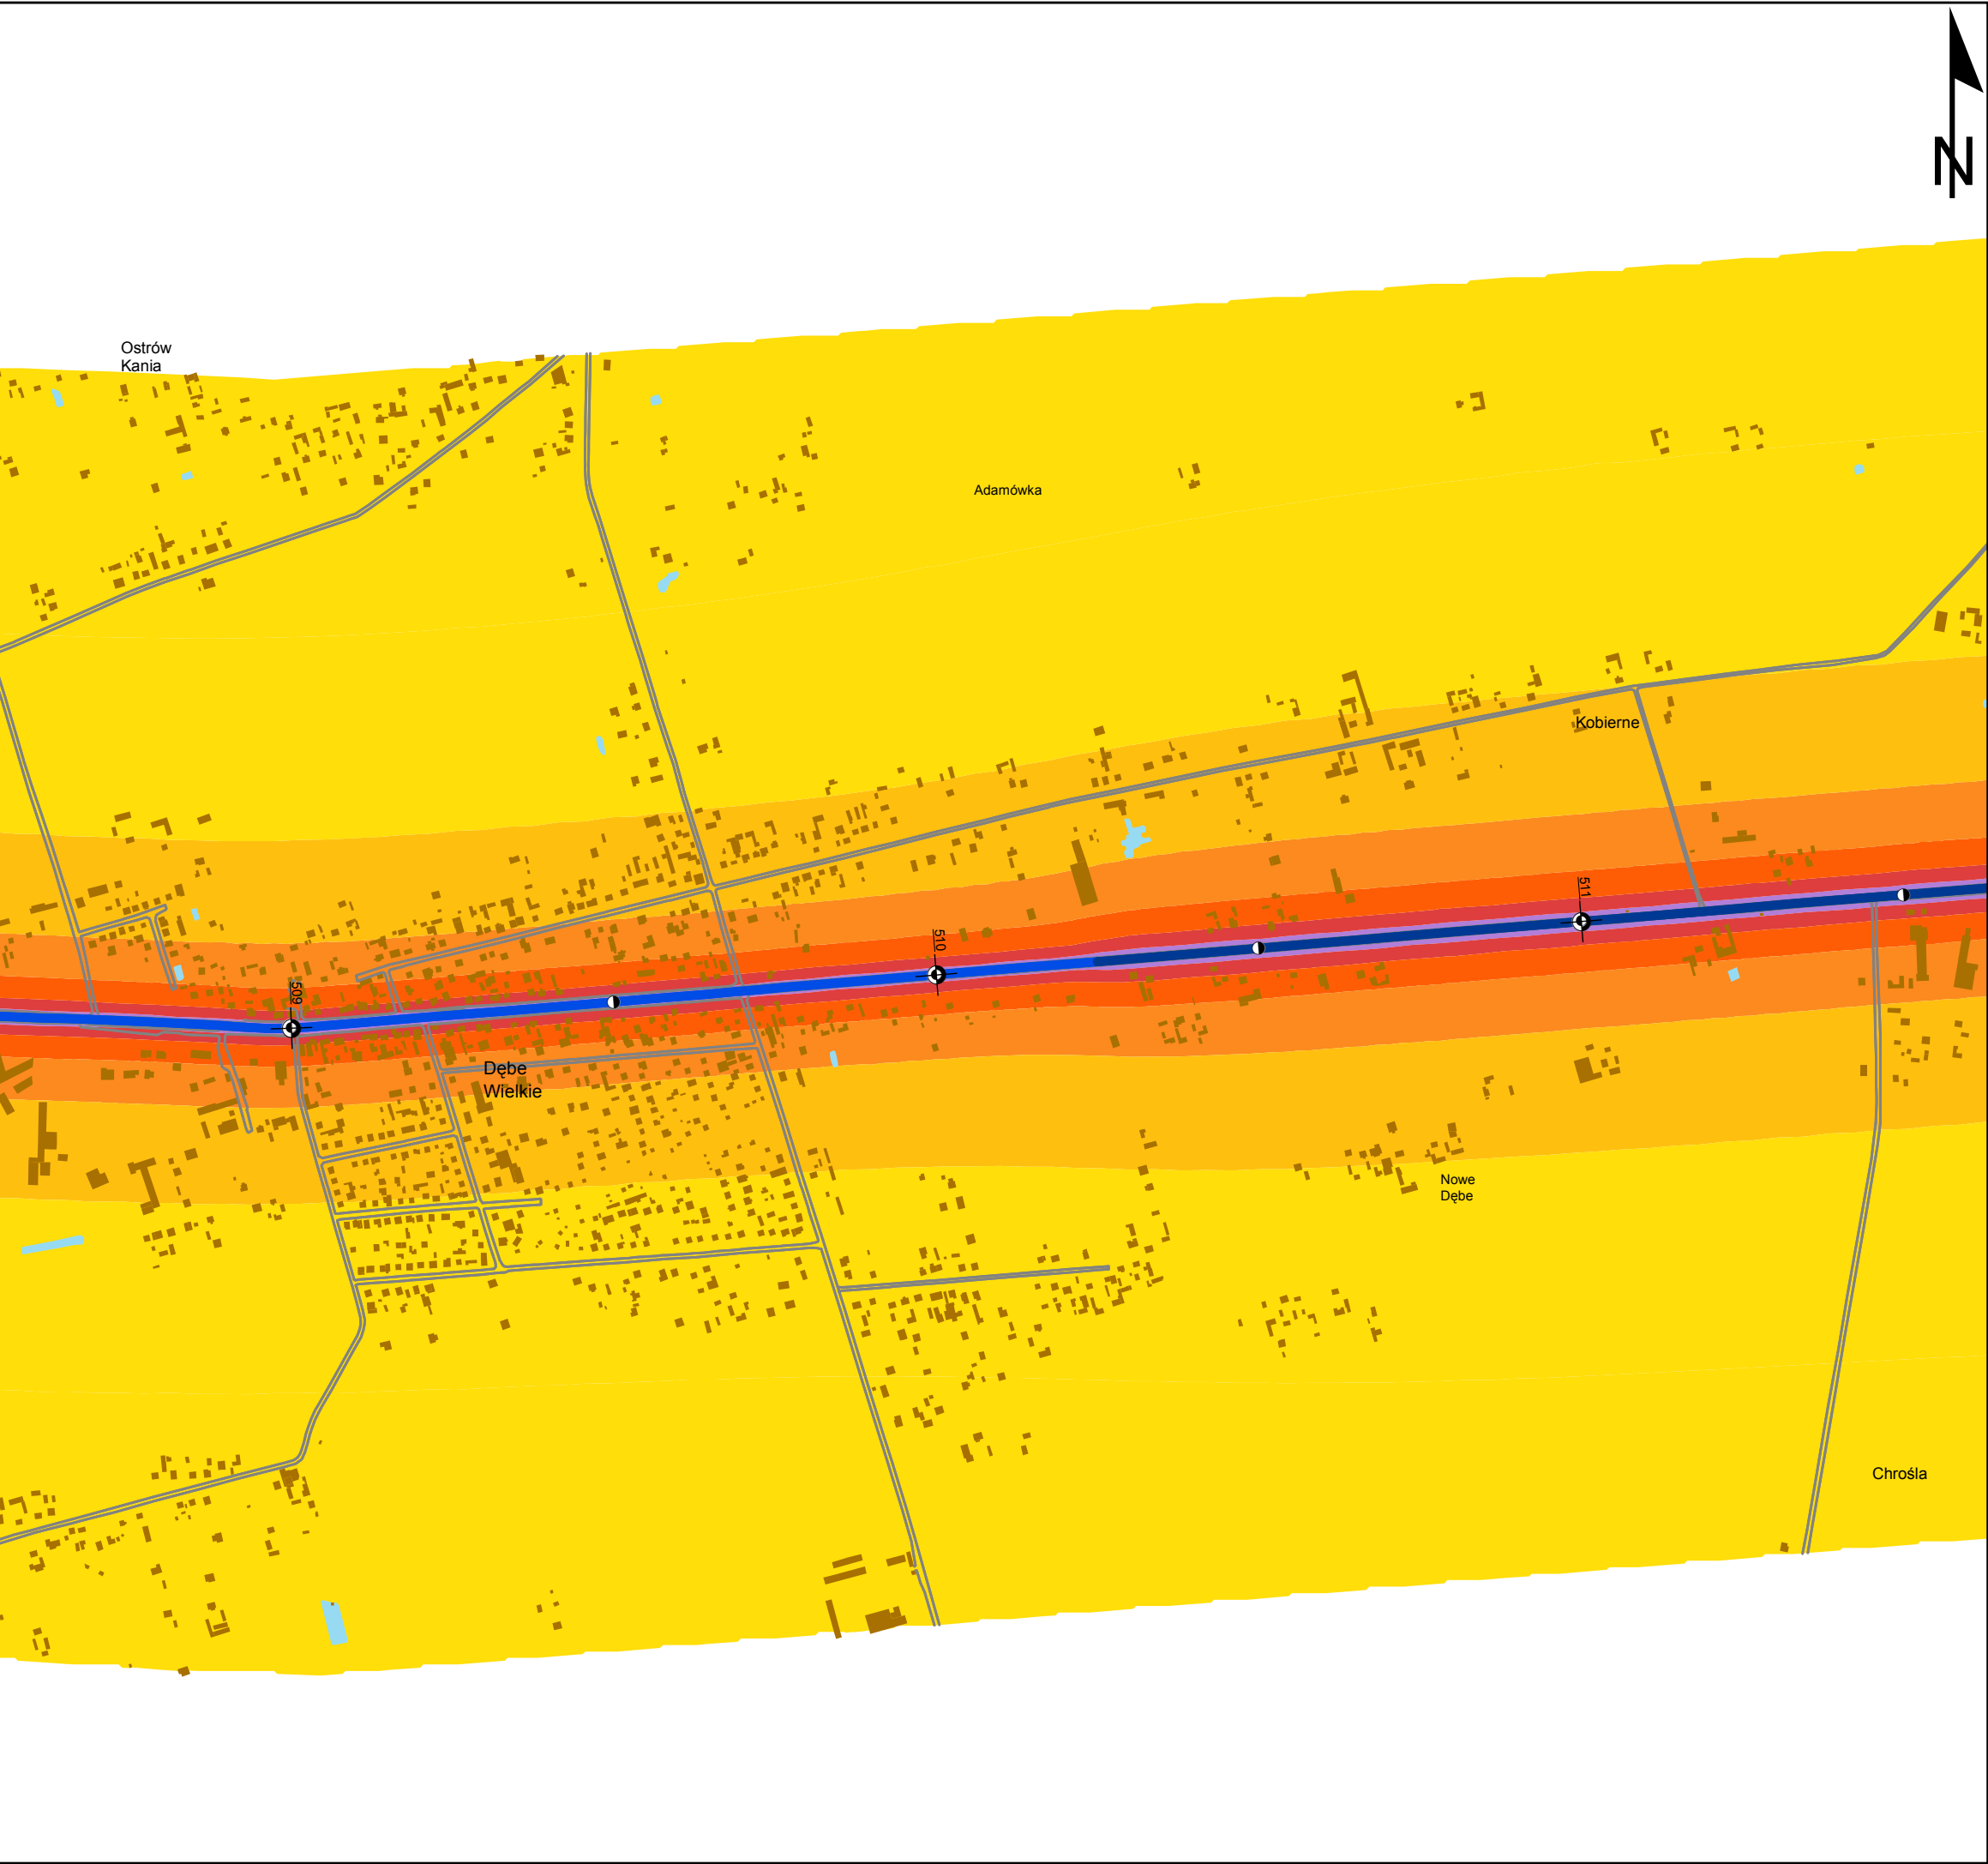 N
Ostrów
Kania
Adamówka
Kobierne
511
510
509
Dębe
Wielkie
Nowe
Dębe
Chrośla